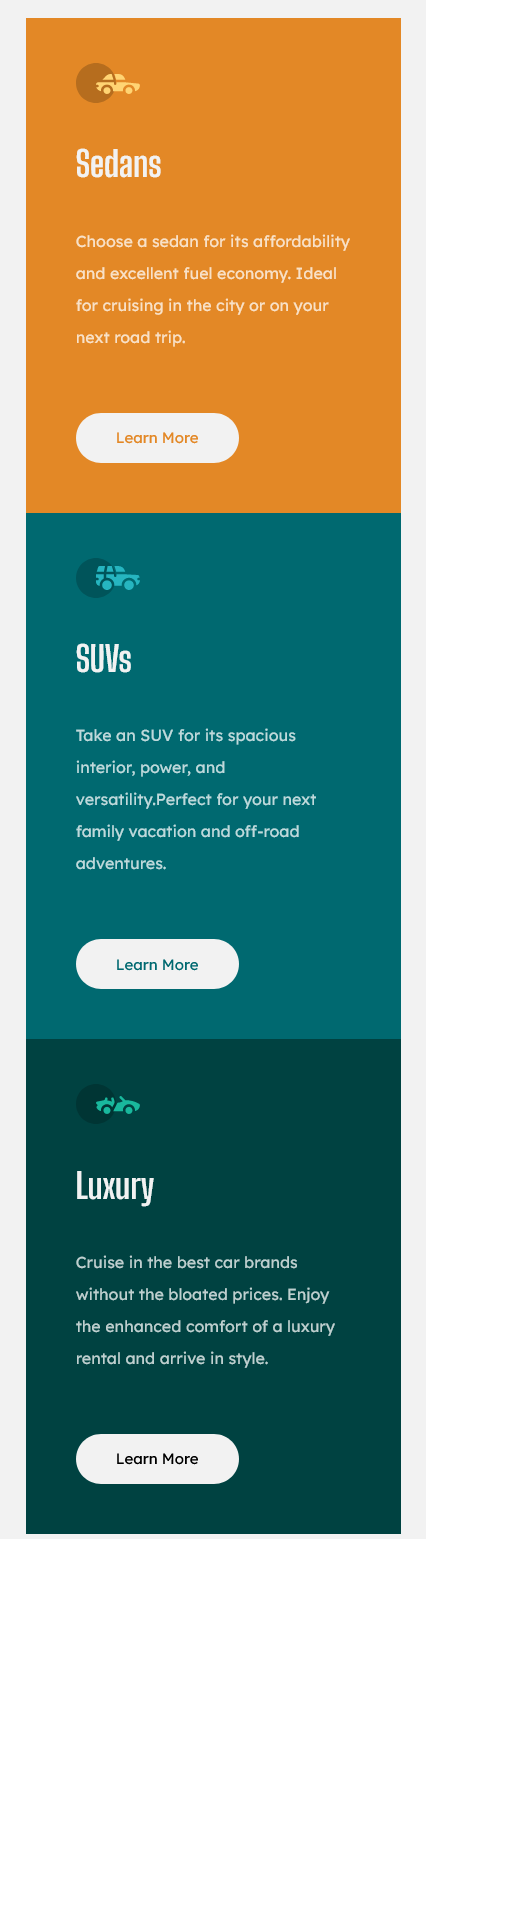 Sedans
Choose a sedan for its affordability
and excellent fuel economy. Ideal
for cruising in the city or on your
next road trip.
Learn More
SUVs
Take an SUV for its spacious
interior, power, and
versatility.Perfect for your next
family vacation and off-road
adventures.
Learn More
Luxury
Cruise in the best car brands
without the bloated prices. Enjoy
the enhanced comfort of a luxury
rental and arrive in style.
Learn More